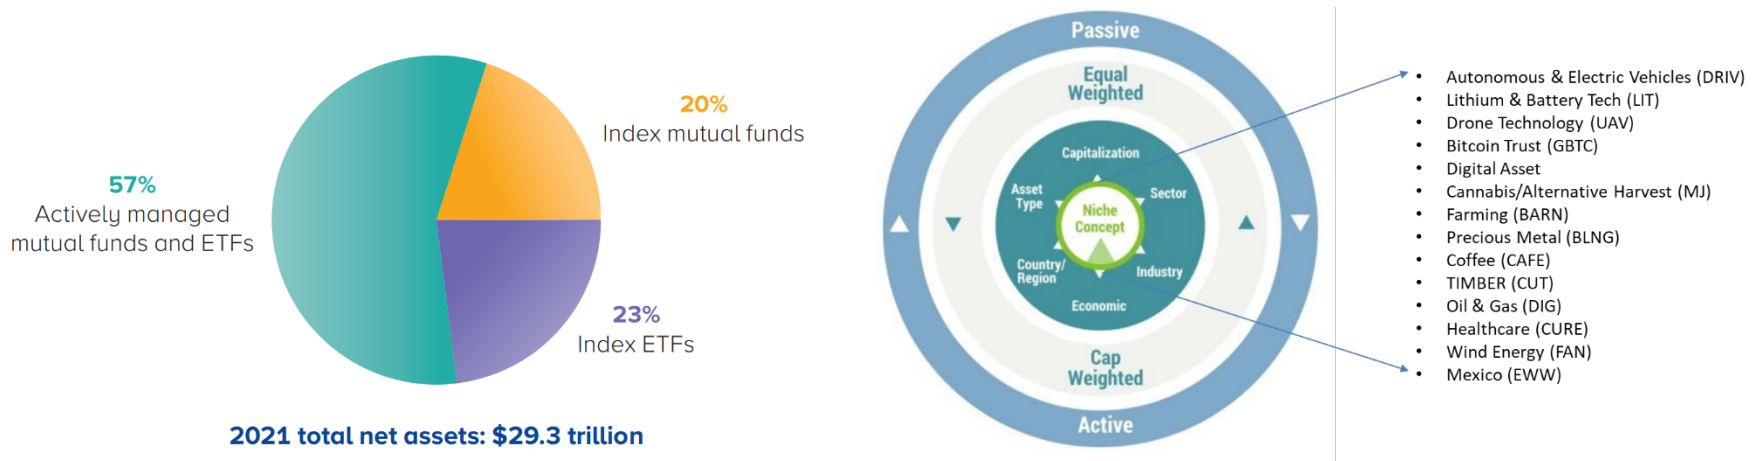 57%
Actively managed
mutual funds and ETFs
20%
Index mutual funds
23%
Index ETFs
2021 total net assets: $29.3 trillion
Passive
Equal
Weighted
Capitalization
Asset
Type
Sector
Niche
Concept
Country/
Region
Industry
Economic
Cap
Weighted
Active
• Autonomous & Electric Vehicles (DRIV)
• Lithium & Battery Tech (LIT)
• Drone Technology (UAV)
• Bitcoin Trust (GBTC)
• Digital Asset
• Cannabis/Alternative Harvest (MJ)
• Farming (BARN)
• Precious Metal (BLNG)
• Coffee (CAFE)
• TIMBER (CUT)
• Oil & Gas (DIG)
• Healthcare (CURE)
• Wind Energy (FAN)
• Mexico (EWW)